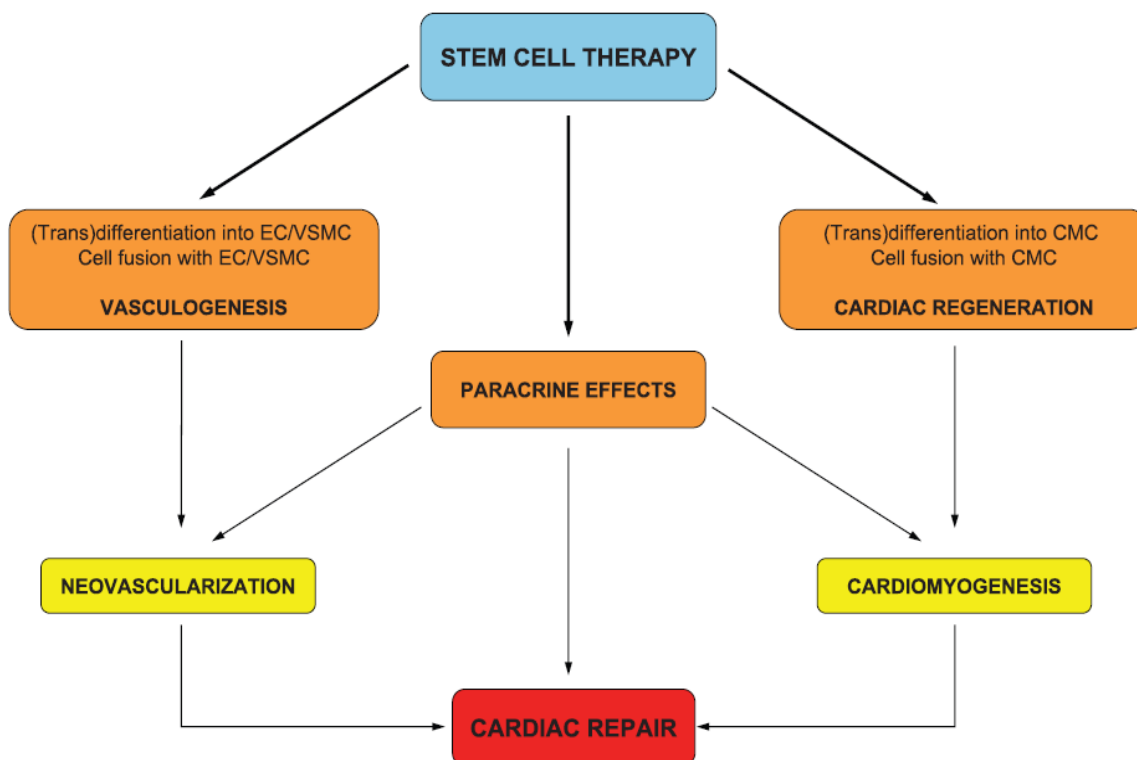 STEM CELL THERAPY
(Trans)differentiation into EC/VSMC
Cell fusion with EC/VSMC
VASCULOGENESIS
(Trans)differentiation into CMC
Cell fusion with CMC
CARDIAC REGENERATION
PARACRINE EFFECTS
NEOVASCULARIZATION
CARDIOMYOGENESIS
CARDIAC REPAIR